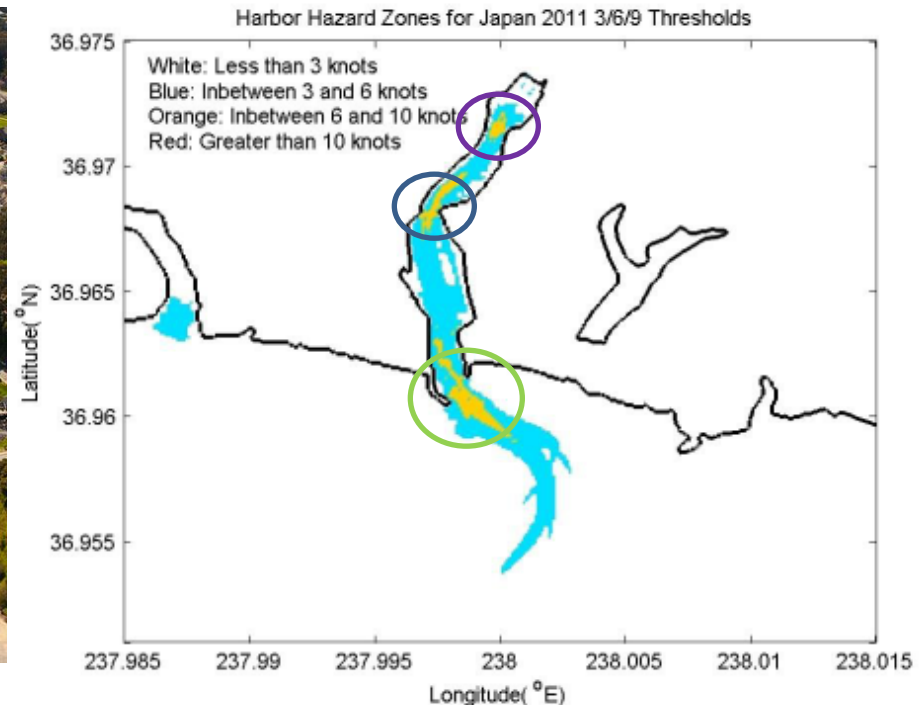 Harbor Hazard Zones for Japan 2011 3/6/9 Thresholds
36.975
White: Less than 3 knots
Blue: Inbetween 3 and 6 knots
Orange: Inbetween 6 and 10 knots
Red: Greater than 10 knots
36.97
36.965
Latitude(°N)
36.96
36.955
237.985 237.99 237.995 238 238.005 238.01 238.015
Longitude(°E)